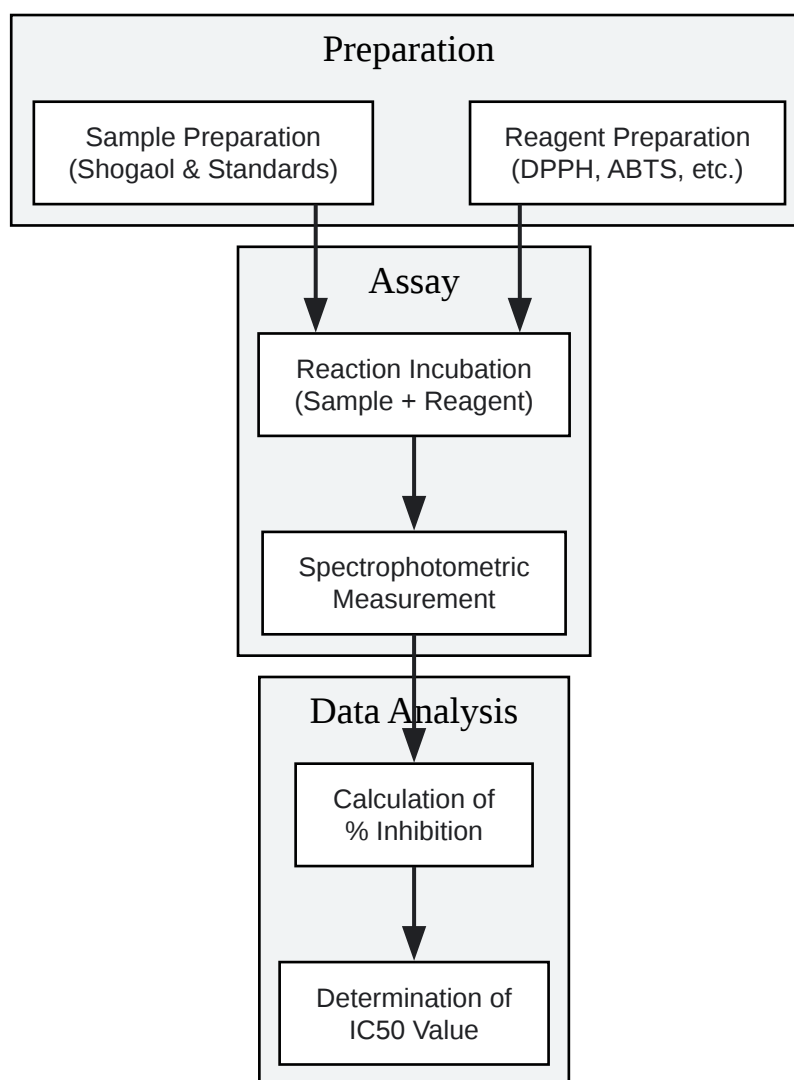 Preparation
Sample Preparation
(Shogaol & Standards)
Reagent Preparation
(DPPH, ABTS, etc.)
Assay
Reaction Incubation
(Sample + Reagent)
Spectrophotometric
Measurement
Data Analysis
Calculation of
% Inhibition
Determination of
IC50 Value